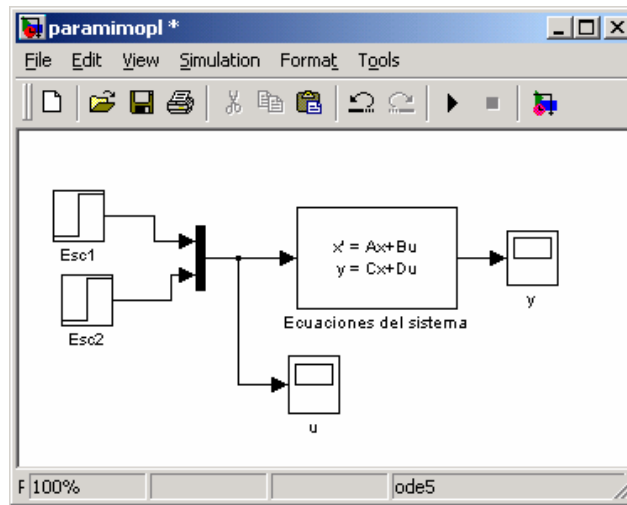 paramimopl *
File Edit View Simulation Format Tools
Esc1
Esc2
x' = Ax+Bu
y = Cx+Du
Ecuaciones del sistema
y
u
F 100% ode5